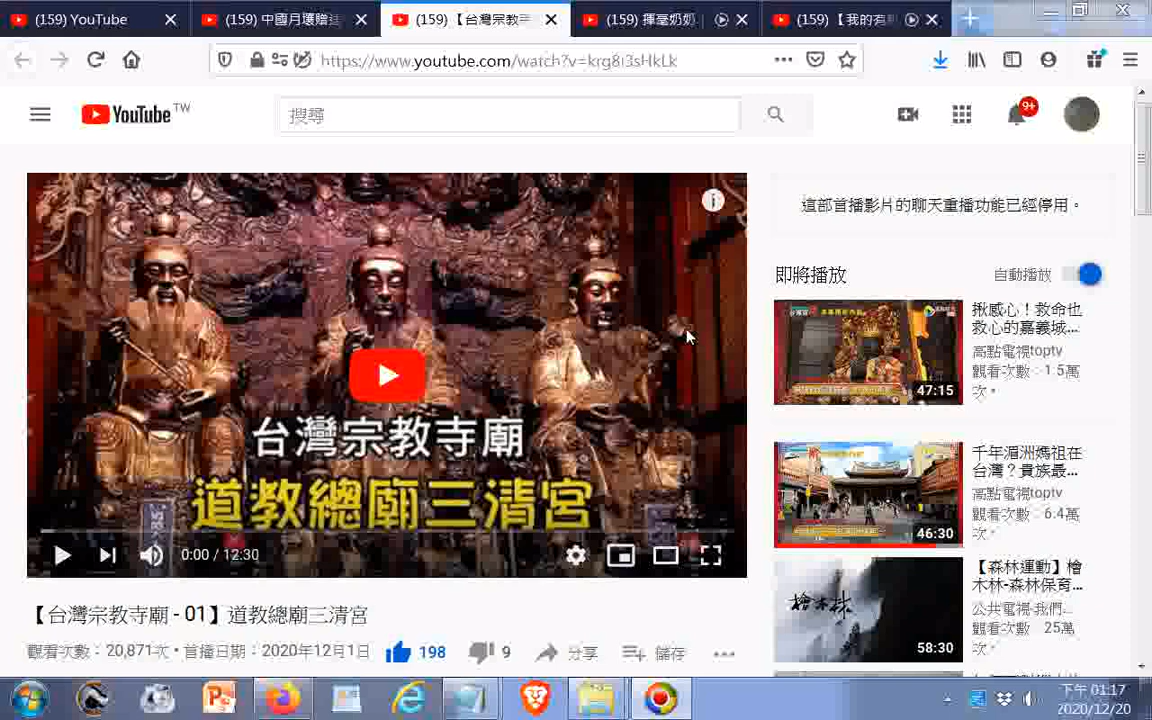 (159) YouTube
(159) 中國月壤贈送
(159) 【台灣宗教寺
(159) 揮毫奶奶
(159) 【我的有
https://www.youtube.com/watch?v=krg8i3sHkLk
YouTube TW
搜尋
9+
台灣宗教寺廟
道教總廟三清宮
0:00 / 12:30
【台灣宗教寺廟 - 01】道教總廟三清宮
觀看次數：20,871次 • 首播日期：2020年12月1日
198
9
分享
儲存
這部首播影片的聊天重播功能已經停用。
即將播放
自動播放
47:15
揪感心！救命也
救心的嘉義城...
高點電視toptv
觀看次數：1.5萬
次 •
46:30
千年湄洲媽祖在
台灣？貴族最...
高點電視toptv
觀看次數：6.4萬
次 •
檜木林
58:30
【森林運動】檜
木林-森林保育...
公共電視-我們...
觀看次數 25萬
次 •
下午 01:17
2020/12/20